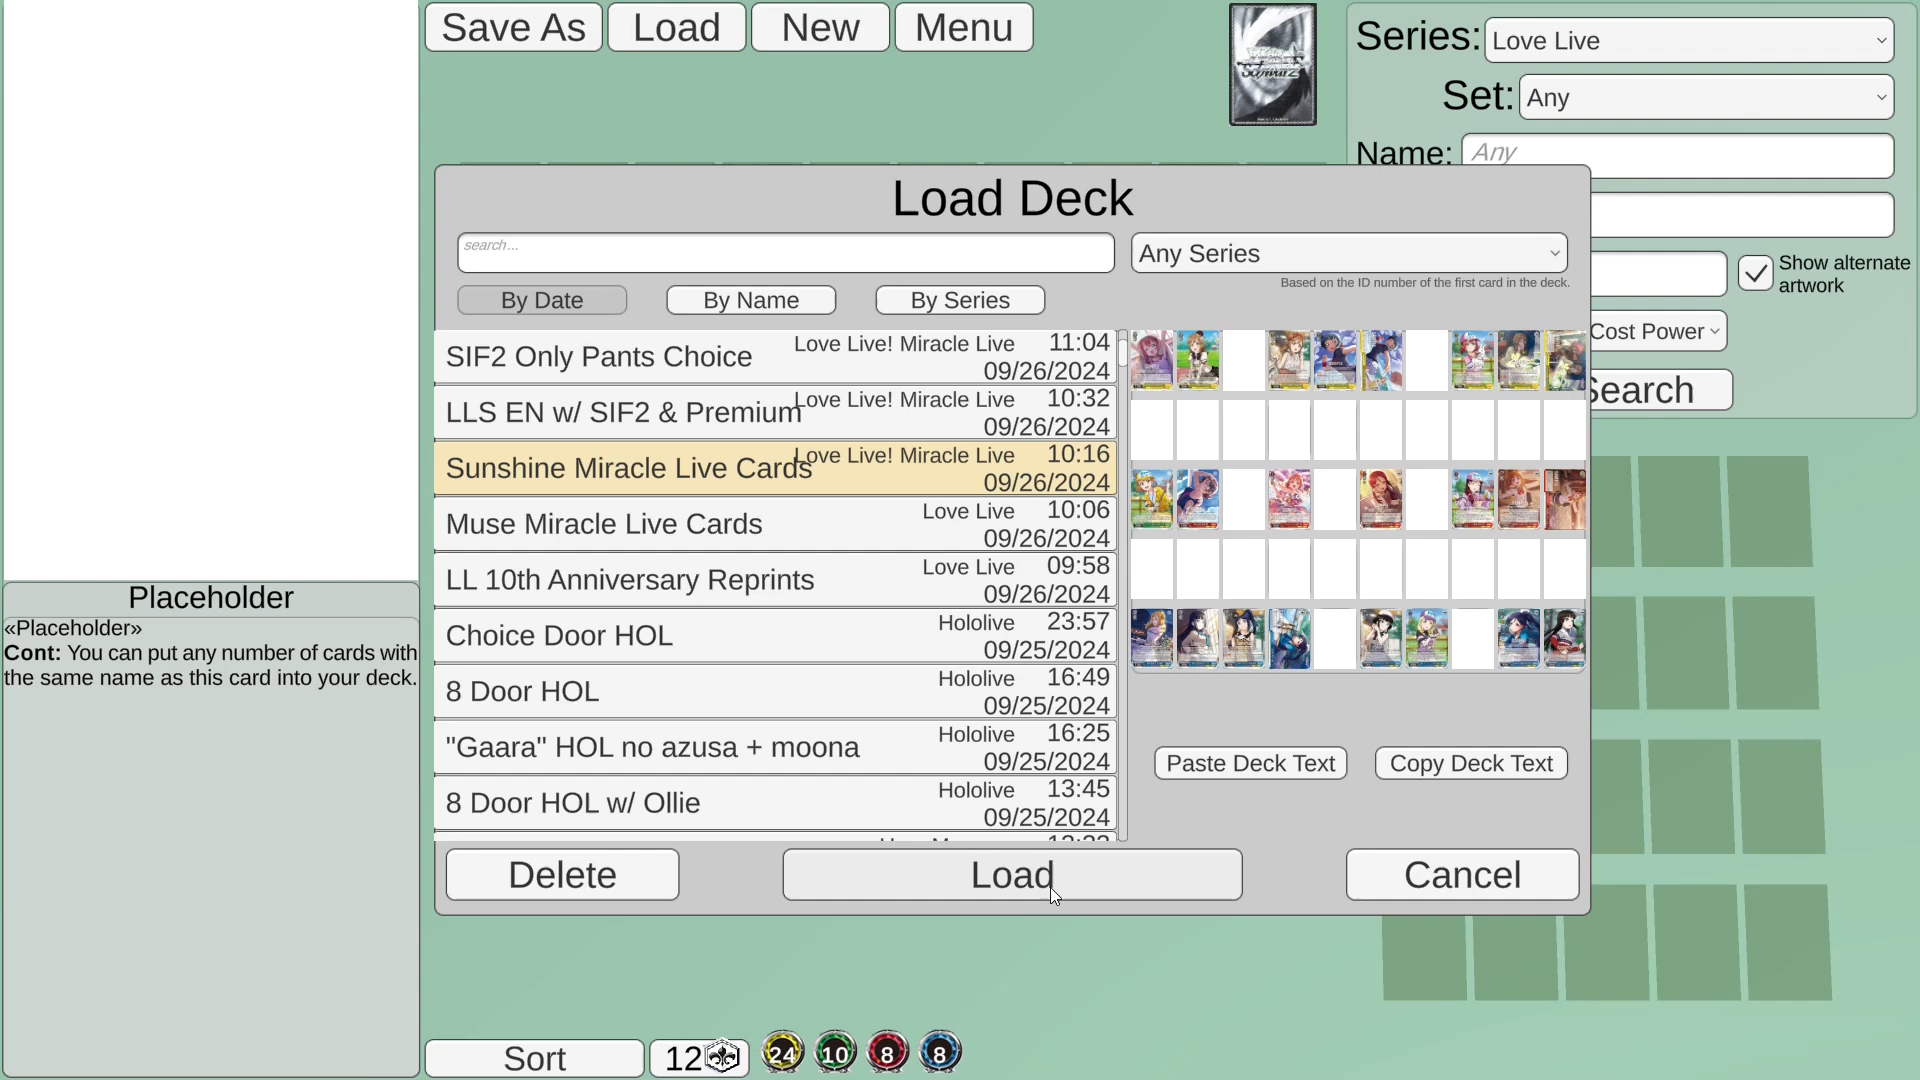 Save As
Load
New
Menu
Schwarz
Series:
Love Live
Set:
Any
Name:
Any
Load Deck
search...
Any Series
Based on the ID number of the first card in the deck.
By Date
By Name
By Series
Show alternate
artwork
Cost Power
Search
SIF2 Only Pants Choice
Love Live! Miracle Live
11:04
09/26/2024
LLS EN w/ SIF2 & Premium
Love Live! Miracle Live
10:32
09/26/2024
Sunshine Miracle Live Cards
Love Live! Miracle Live
10:16
09/26/2024
Muse Miracle Live Cards
Love Live
10:06
09/26/2024
LL 10th Anniversary Reprints
Love Live
09:58
09/26/2024
Choice Door HOL
Hololive
23:57
09/25/2024
8 Door HOL
Hololive
16:49
09/25/2024
"Gaara" HOL no azusa + moona
Hololive
16:25
09/25/2024
8 Door HOL w/ Ollie
Hololive
13:45
09/25/2024
Placeholder
«Placeholder»
Cont: You can put any number of cards with
the same name as this card into your deck.
Paste Deck Text
Copy Deck Text
Delete
Load
Cancel
Sort
12
24
10
8
8